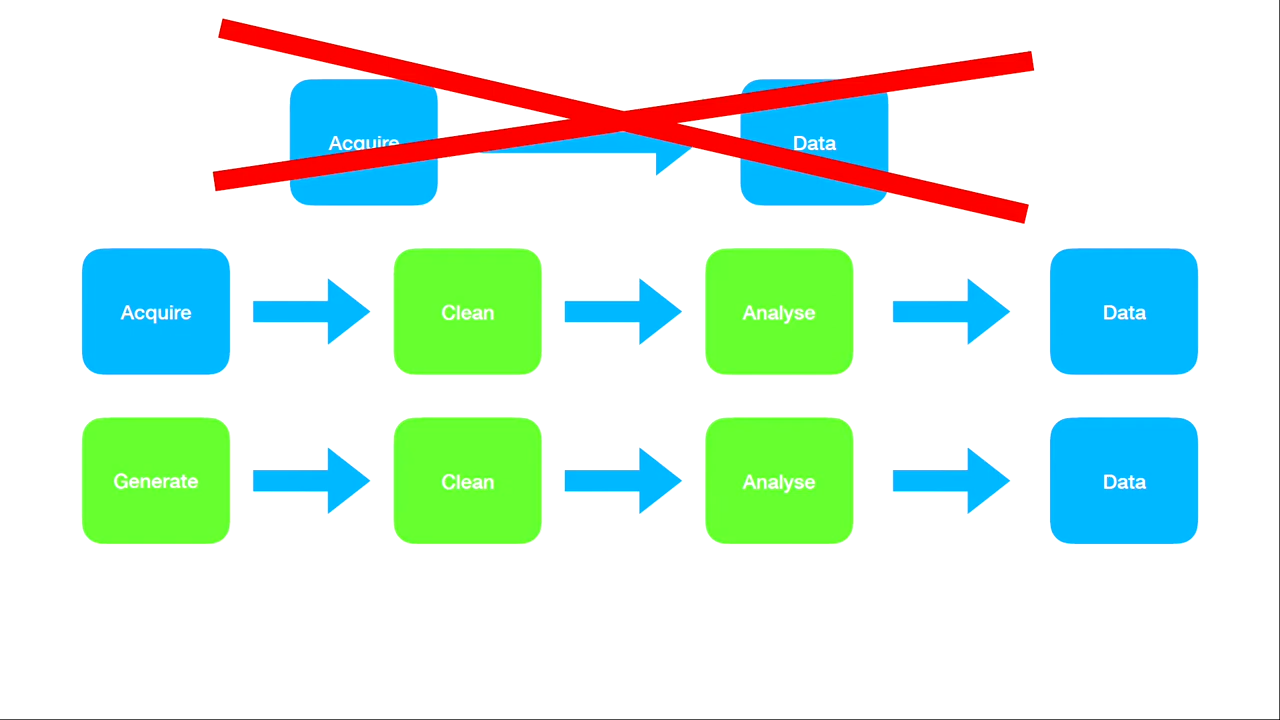 Acquire
Data
Acquire
Clean
Analyse
Data
Generate
Clean
Analyse
Data